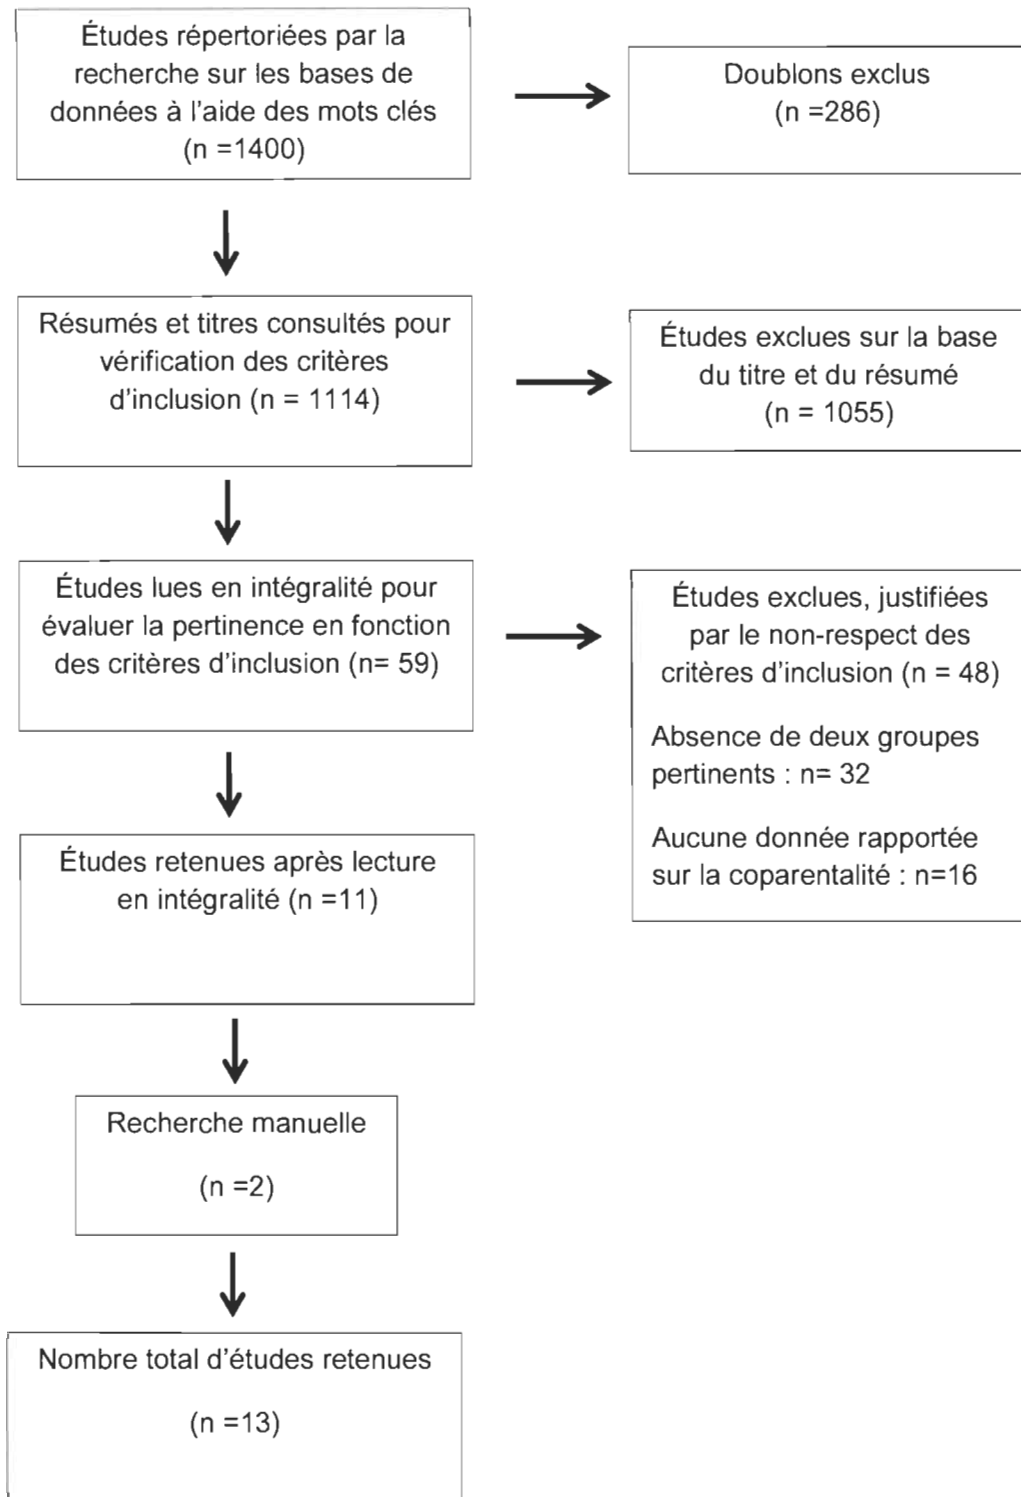 Études répertoriées par la
recherche sur les bases de
données à l'aide des mots clés
(n =1400)
Doublons exclus
(n =286)
Résumés et titres consultés pour
vérification des critères
d'inclusion (n = 1114)
Études exclues sur la base
du titre et du résumé
(n = 1055)
Études lues en intégralité pour
évaluer la pertinence en fonction
des critères d'inclusion (n= 59)
Études exclues, justifiées
par le non-respect des
critères d'inclusion (n = 48)
Absence de deux groupes
pertinents : n= 32
Aucune donnée rapportée
sur la coparentalité : n=16
Études retenues après lecture
en intégralité (n =11)
Recherche manuelle
(n =2)
Nombre total d'études retenues
(n =13)